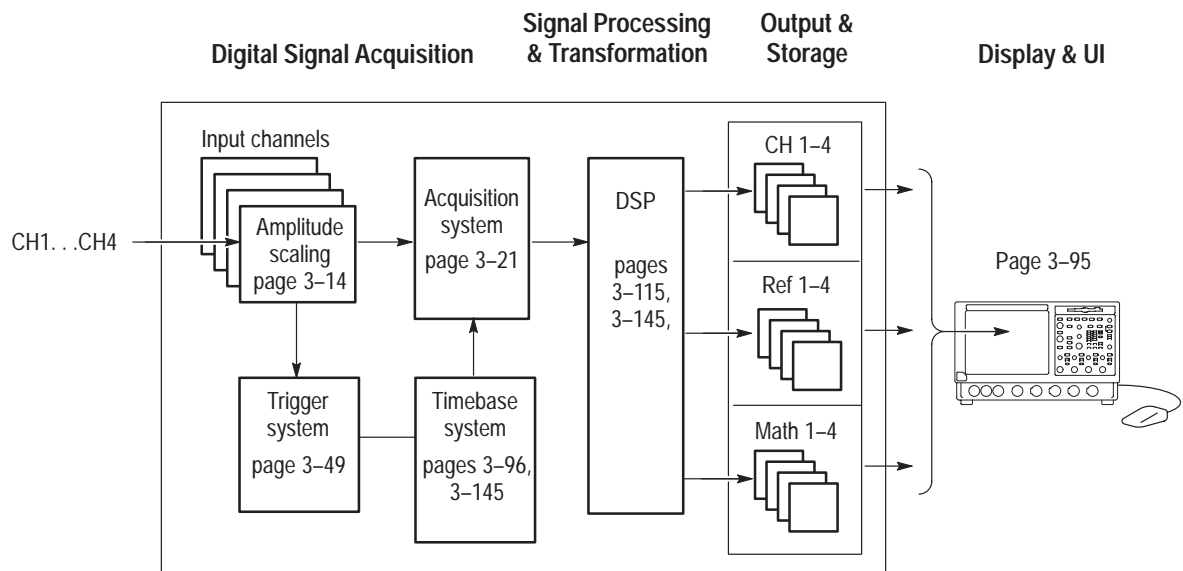 Digital Signal Acquisition
Signal Processing
& Transformation
Output &
Storage
Display & UI
Input channels
CH1. . .CH4
Amplitude
scaling
page 3–14
Acquisition
system
page 3–21
Trigger
system
page 3–49
Timebase
system
pages 3–96,
3–145
DSP
pages
3–115,
3–145,
CH 1–4
Ref 1–4
Math 1–4
Page 3–95